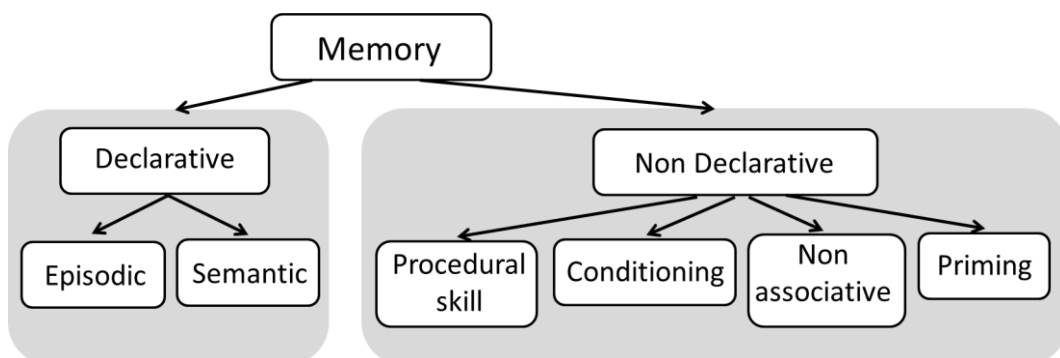 Memory
Declarative
Non Declarative
Episodic
Semantic
Procedural
skill
Conditioning
Non
associative
Priming